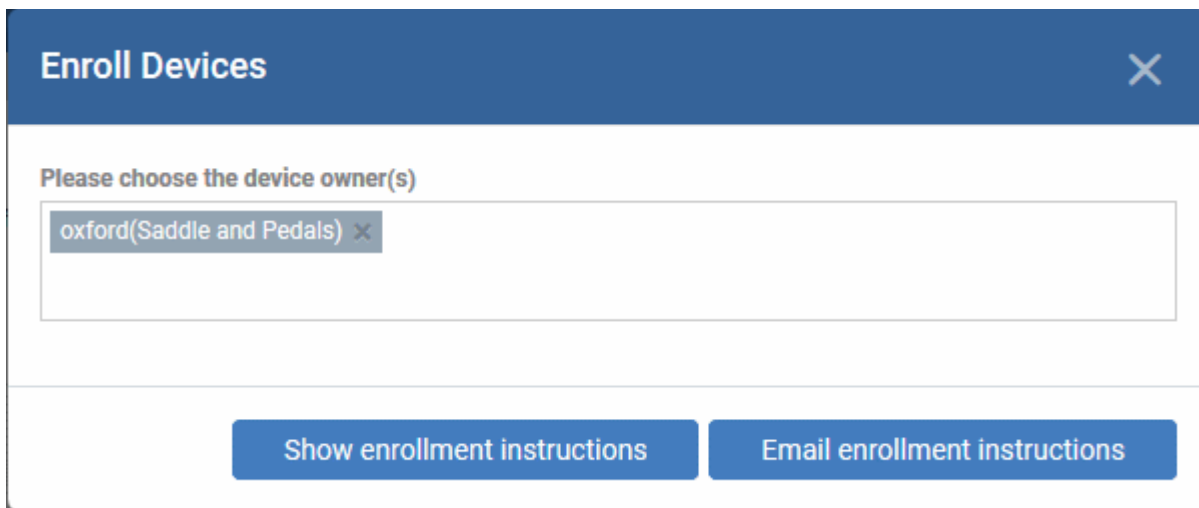 Enroll Devices
Please choose the device owner(s)
oxford(Saddle and Pedals)
Show enrollment instructions
Email enrollment instructions